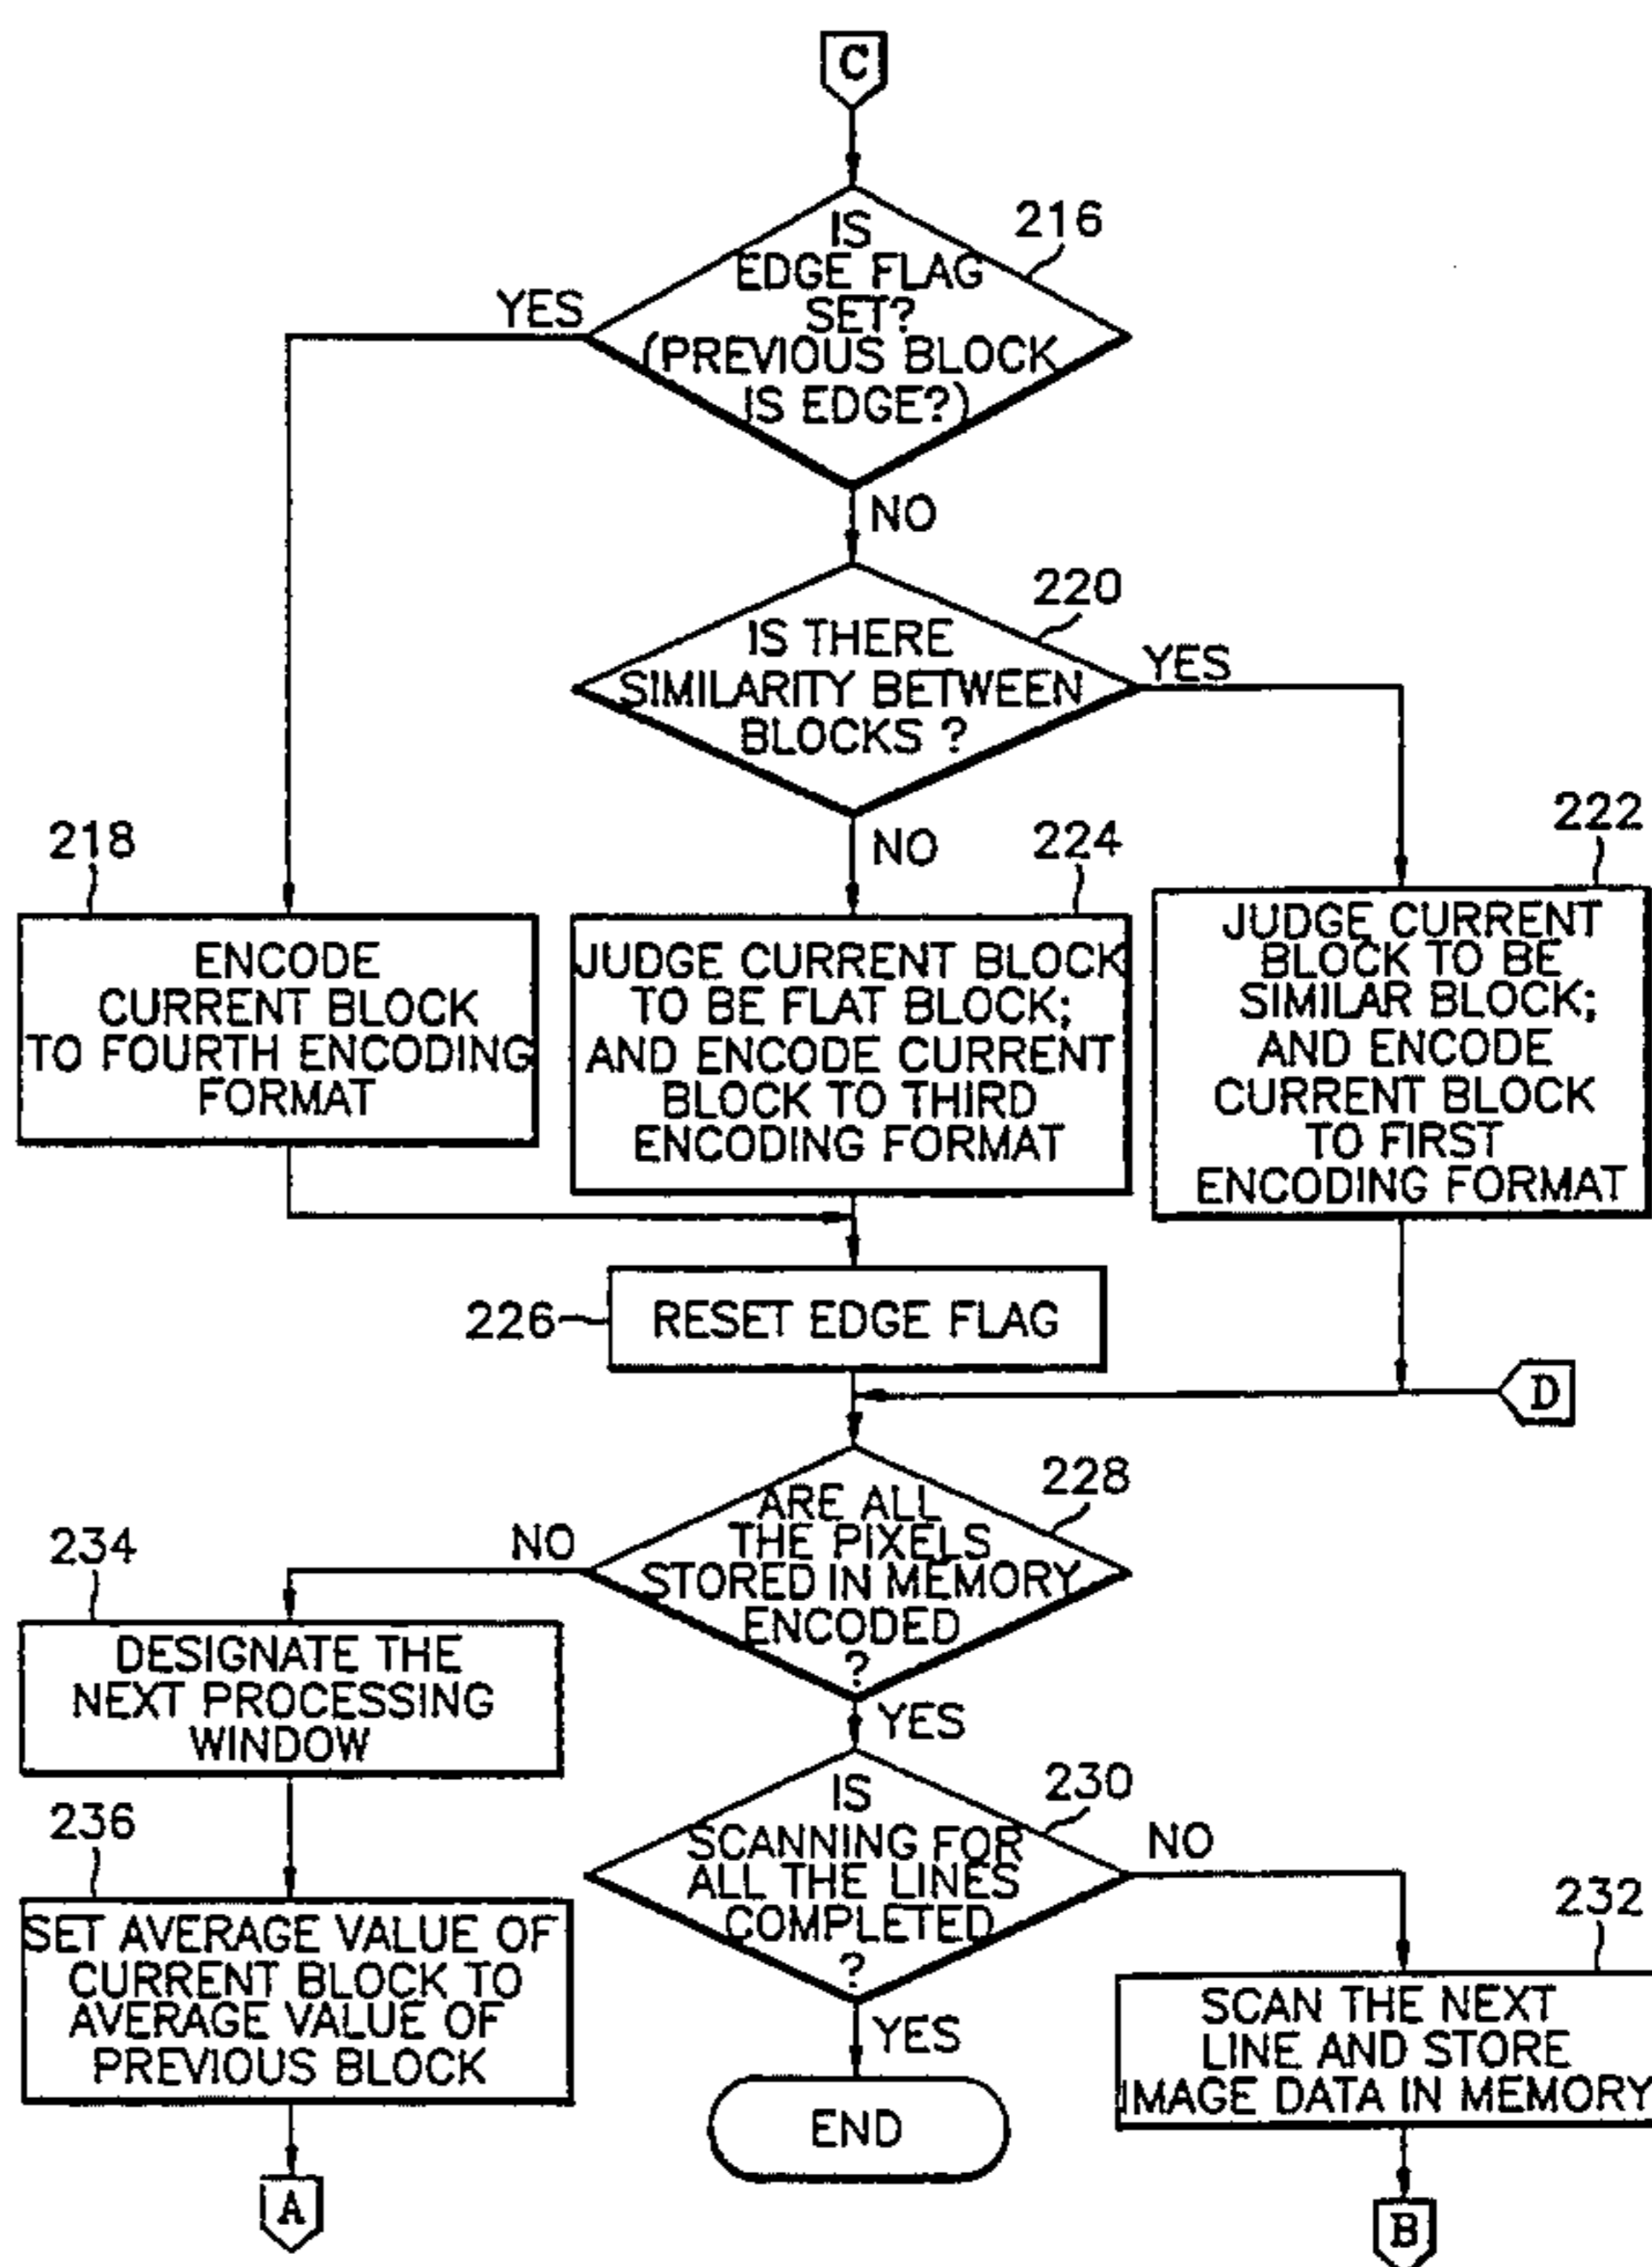 C
IS
EDGE FLAG
SET?
(PREVIOUS BLOCK
IS EDGE?)
216
YES
NO
220
IS THERE
SIMILARITY BETWEEN
BLOCKS ?
YES
NO
218
ENCODE
CURRENT BLOCK
TO FOURTH ENCODING
FORMAT
224
JUDGE CURRENT BLOCK
TO BE FLAT BLOCK;
AND ENCODE CURRENT
BLOCK TO THIRD
ENCODING FORMAT
222
JUDGE CURRENT
BLOCK TO BE
SIMILAR BLOCK;
AND ENCODE
CURRENT BLOCK
TO FIRST
ENCODING FORMAT
226
RESET EDGE FLAG
D
228
ARE ALL
THE PIXELS
STORED IN MEMORY
ENCODED
?
NO
YES
234
DESIGNATE THE
NEXT PROCESSING
WINDOW
230
IS
SCANNING FOR
ALL THE LINES
COMPLETED
?
NO
YES
236
SET AVERAGE VALUE OF
CURRENT BLOCK TO
AVERAGE VALUE OF
PREVIOUS BLOCK
232
SCAN THE NEXT
LINE AND STORE
IMAGE DATA IN MEMORY
END
A
B